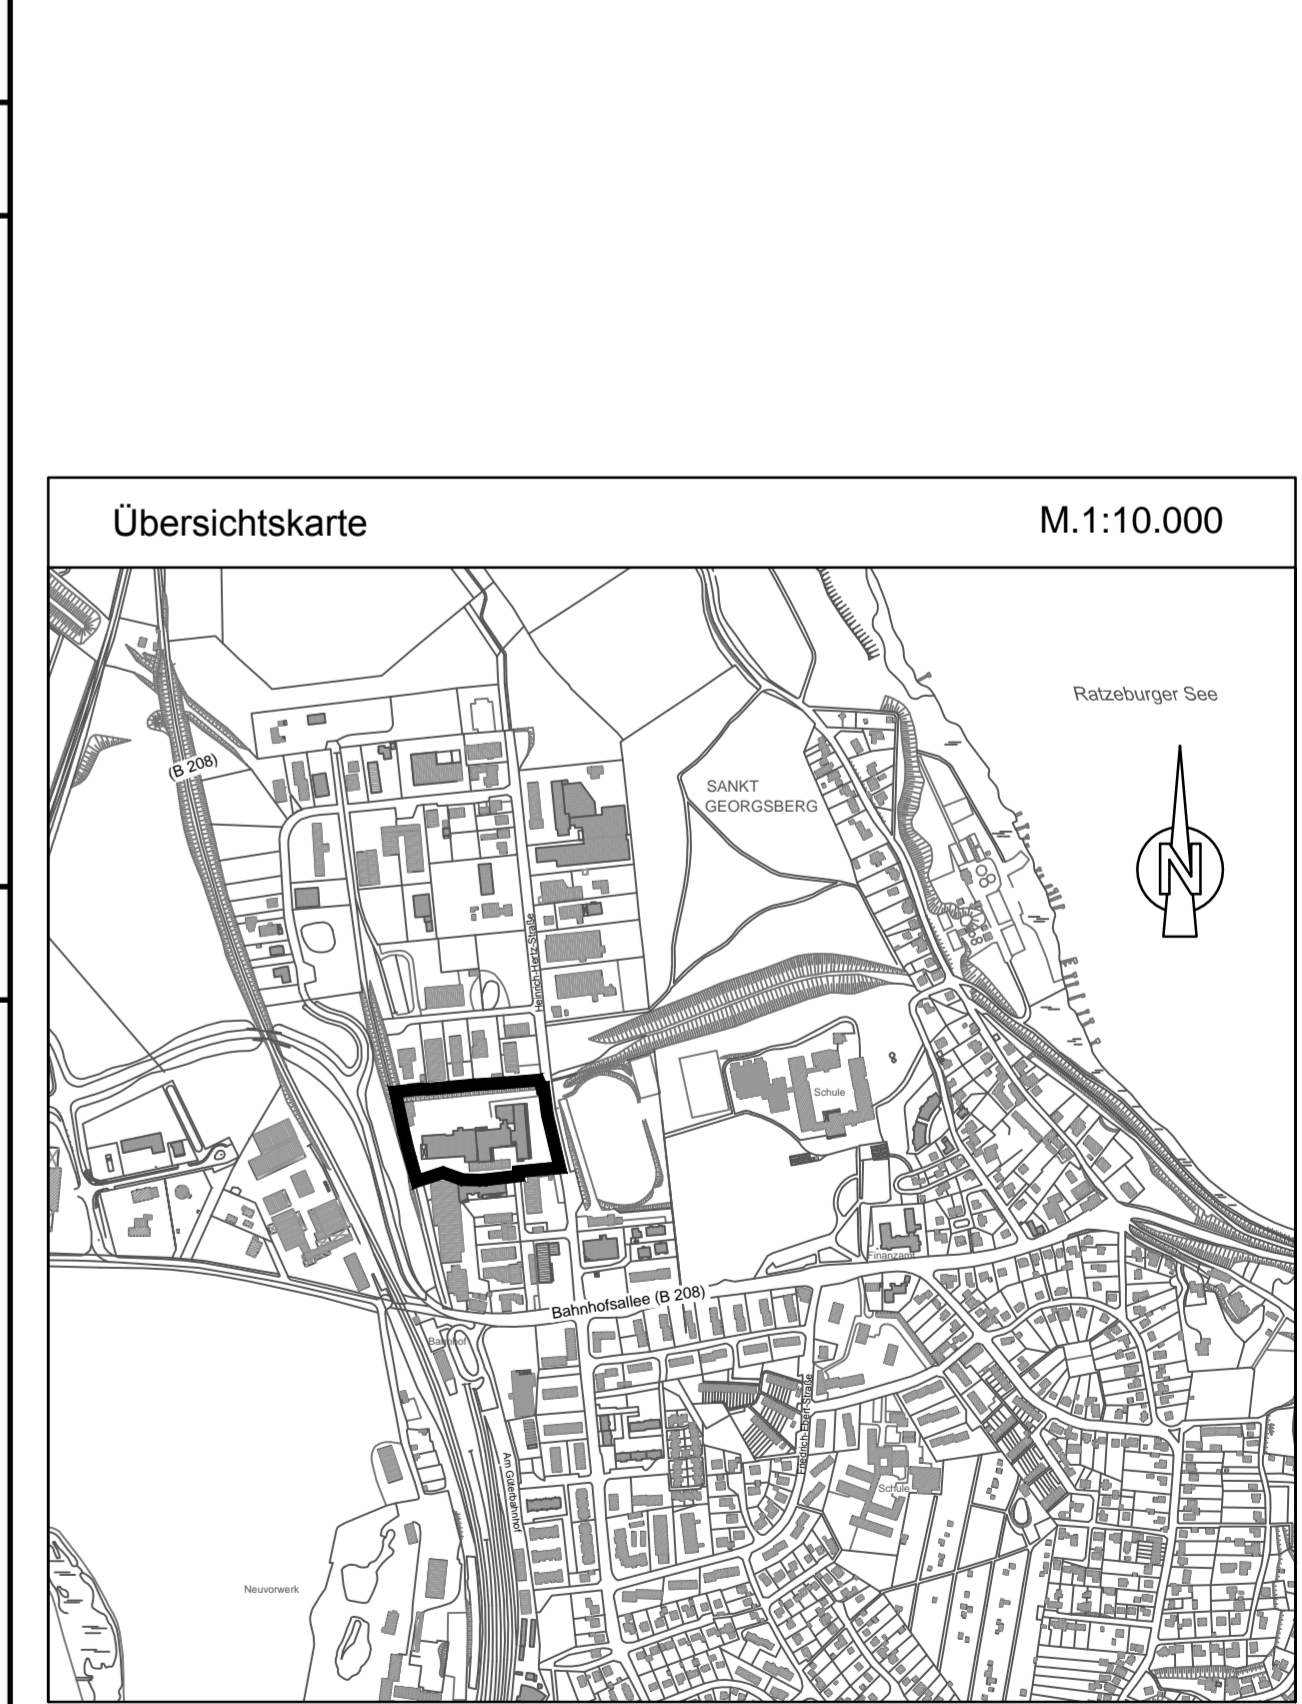 Übersichtskarte
M.1:10.000
Ratzeburger See
(B 208)
SANKT
GEORGSBERG
N
Heinrich-Hertz-Straße
Schule
Finanzamt
Bahnhofsallee (B 208)
Bahnhof
Friedrich-Ebert-Straße
Am Güterbahnhof
Schule
Neuvorwerk